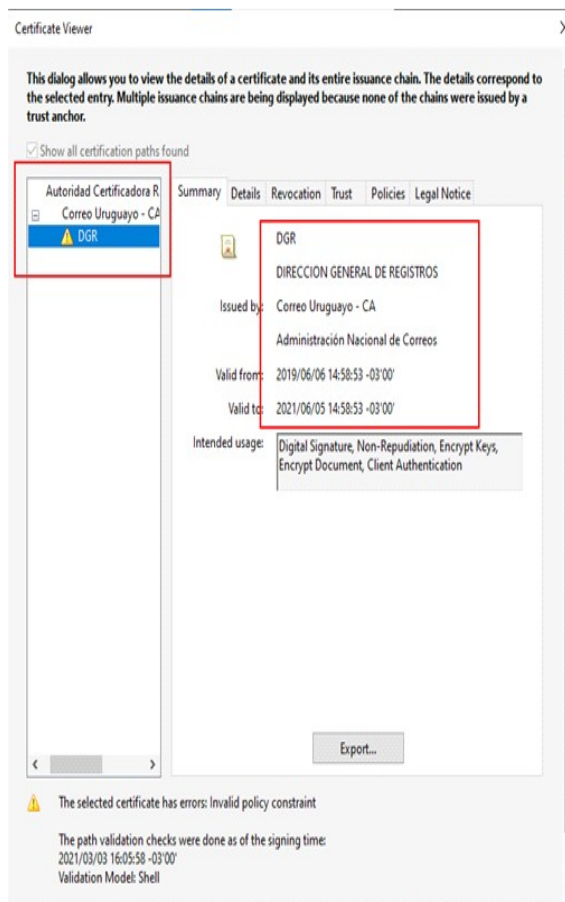 Certificate Viewer
This dialog allows you to view the details of a certificate and its entire issuance chain. The details correspond to
the selected entry. Multiple issuance chains are being displayed because none of the chains were issued by a
trust anchor.
Show all certification paths found
Autoridad Certificadora R
Correo Uruguayo - CA
DGR
Summary Details Revocation Trust Policies Legal Notice
DGR
DIRECCION GENERAL DE REGISTROS
Issued by: Correo Uruguayo - CA
Administración Nacional de Correos
Valid from: 2019/06/06 14:58:53 -03'00'
Valid to: 2021/06/05 14:58:53 -03'00'
Intended usage: Digital Signature, Non-Repudiation, Encrypt Keys,
Encrypt Document, Client Authentication
Export...
The selected certificate has errors: Invalid policy constraint
The path validation checks were done as of the signing time:
2021/03/03 16:05:58 -03'00'
Validation Model: Shell